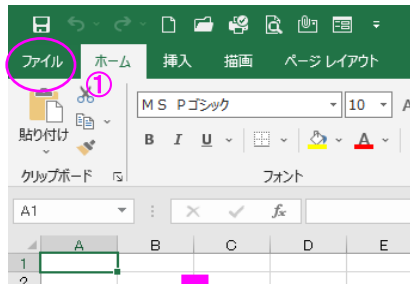 ファイル ホーム 挿入 描画 ページ レイアウト
①
MS Pゴシック 10 A
貼り付け B I U A
クリップボード フォント
A1 fx
A B C D E
1
2